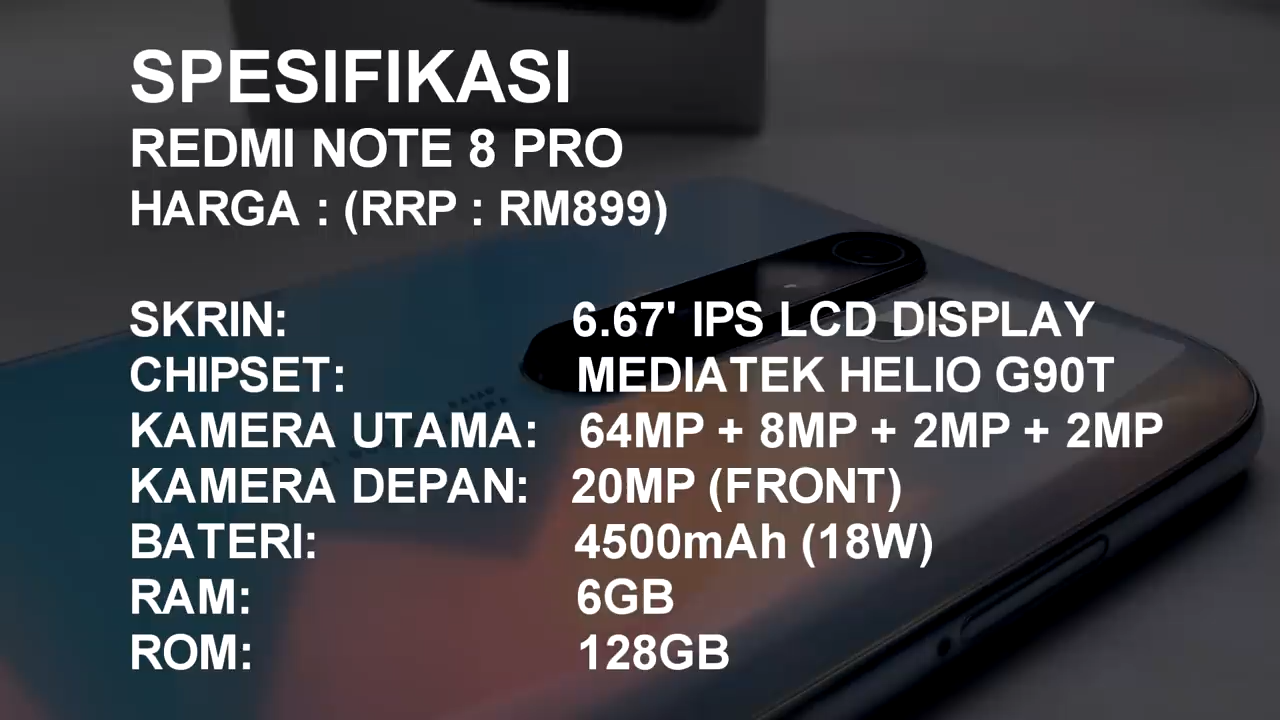 SPESIFIKASI
REDMI NOTE 8 PRO
HARGA : (RRP : RM899)
SKRIN: 6.67' IPS LCD DISPLAY
CHIPSET: MEDIATEK HELIO G90T
KAMERA UTAMA: 64MP + 8MP + 2MP + 2MP
KAMERA DEPAN: 20MP (FRONT)
BATERI: 4500mAh (18W)
RAM: 6GB
ROM: 128GB